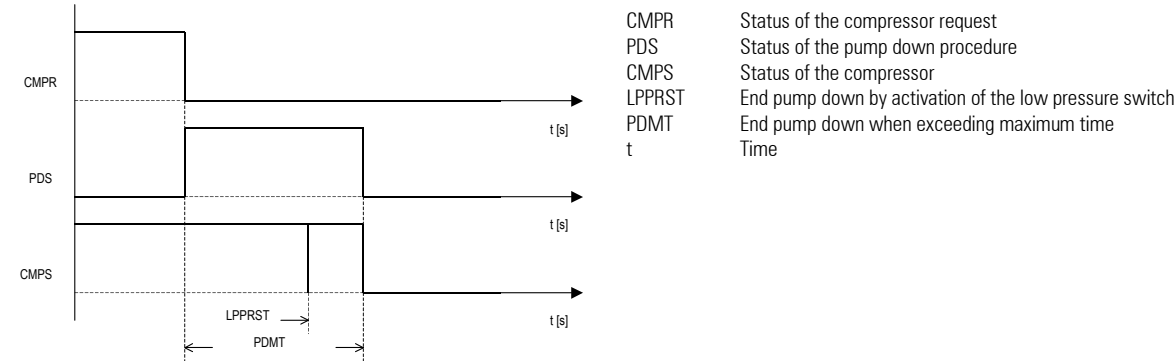 CMPR
t [s]
PDS
t [s]
CMPS
LPPRST
t [s]
PDMT
CMPR Status of the compressor request
PDS Status of the pump down procedure
CMPS Status of the compressor
LPPRST End pump down by activation of the low pressure switch
PDMT End pump down when exceeding maximum time
t Time